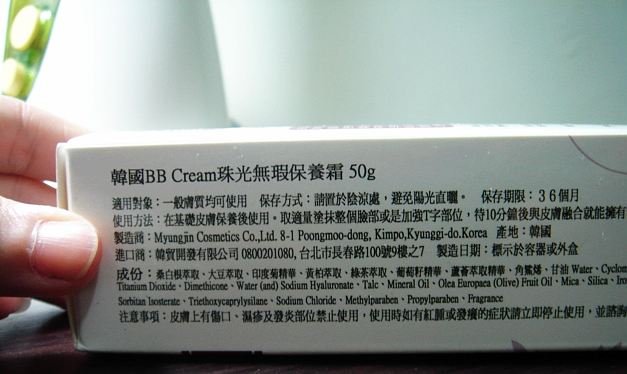 韓國BB Cream珠光無瑕保養霜 50g
適用對象：一般膚質均可使用　保存方式：請置於陰涼處，避免陽光直曬。　保存期限：３６個月
使用方法：在基礎皮膚保養後使用。取適量塗抹整個臉部或是加強T字部位，待10分鐘後與皮膚融合就能擁有
製造商：Myungjin Cosmetics Co.,Ltd. 8-1 Poongmoo-dong, Kimpo,Kyunggi-do.Korea　產地：韓國
進口商：韓貿開發有限公司 0800201080, 台北市長春路100號9樓之7　製造日期：標示於容器或外盒
成份：桑白根萃取、大豆萃取、印度菊精華、黃柏萃取、綠茶萃取、葡萄籽精華、蘆薈萃取精華、角鯊烯、甘油 Water、Cyclom
Titanium Dioxide、Dimethicone、Water (and) Sodium Hyaluronate、Talc、Mineral Oil、Olea Europaea (Olive) Fruit Oil、Mica、Silica、Iron
Sorbitan Isosterate、Triethoxycaprylysilane、Sodium Chloride、Methylparaben、Propylparaben、Fragrance
注意事項：皮膚上有傷口、濕疹及發炎部位禁止使用，使用時如有紅腫或發癢的症狀請立即停止使用，並諮詢